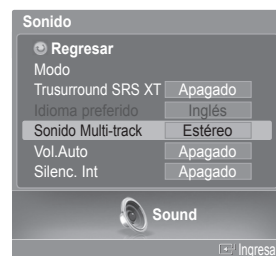 Sonido
Regresar
Modo
Trusurround SRS XT Apagado
Idioma preferido Inglés
Sonido Multi-track Estéreo
Vol.Auto Apagado
Silenc. Int Apagado
Sound
Ingresa